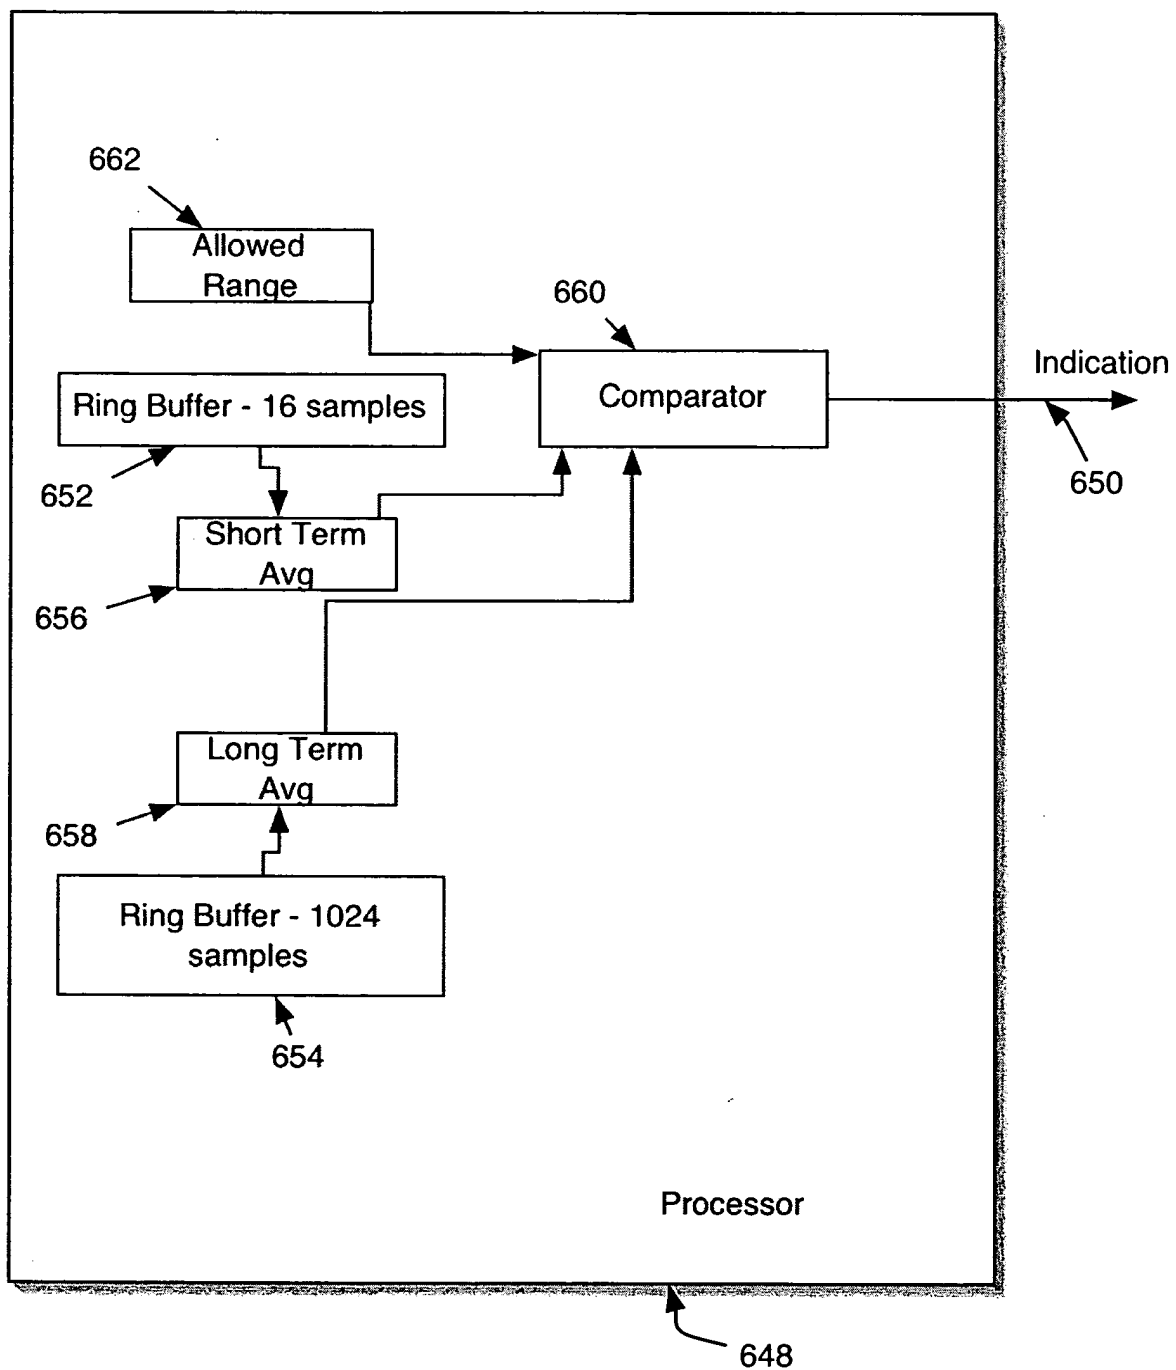 662
Allowed
Range
660
Indication
Comparator
Ring Buffer - 16 samples
652
650
Short Term
Avg
656
Long Term
Avg
658
Ring Buffer - 1024
samples
654
Processor
648